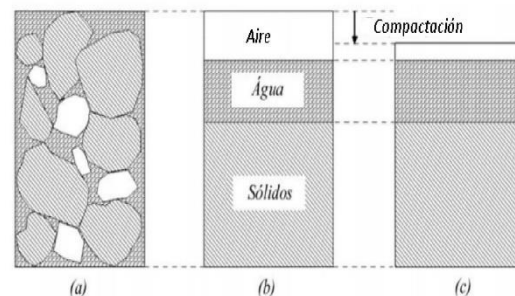 Aire
Compactación
Água
Sólidos
(a)
(b)
(c)